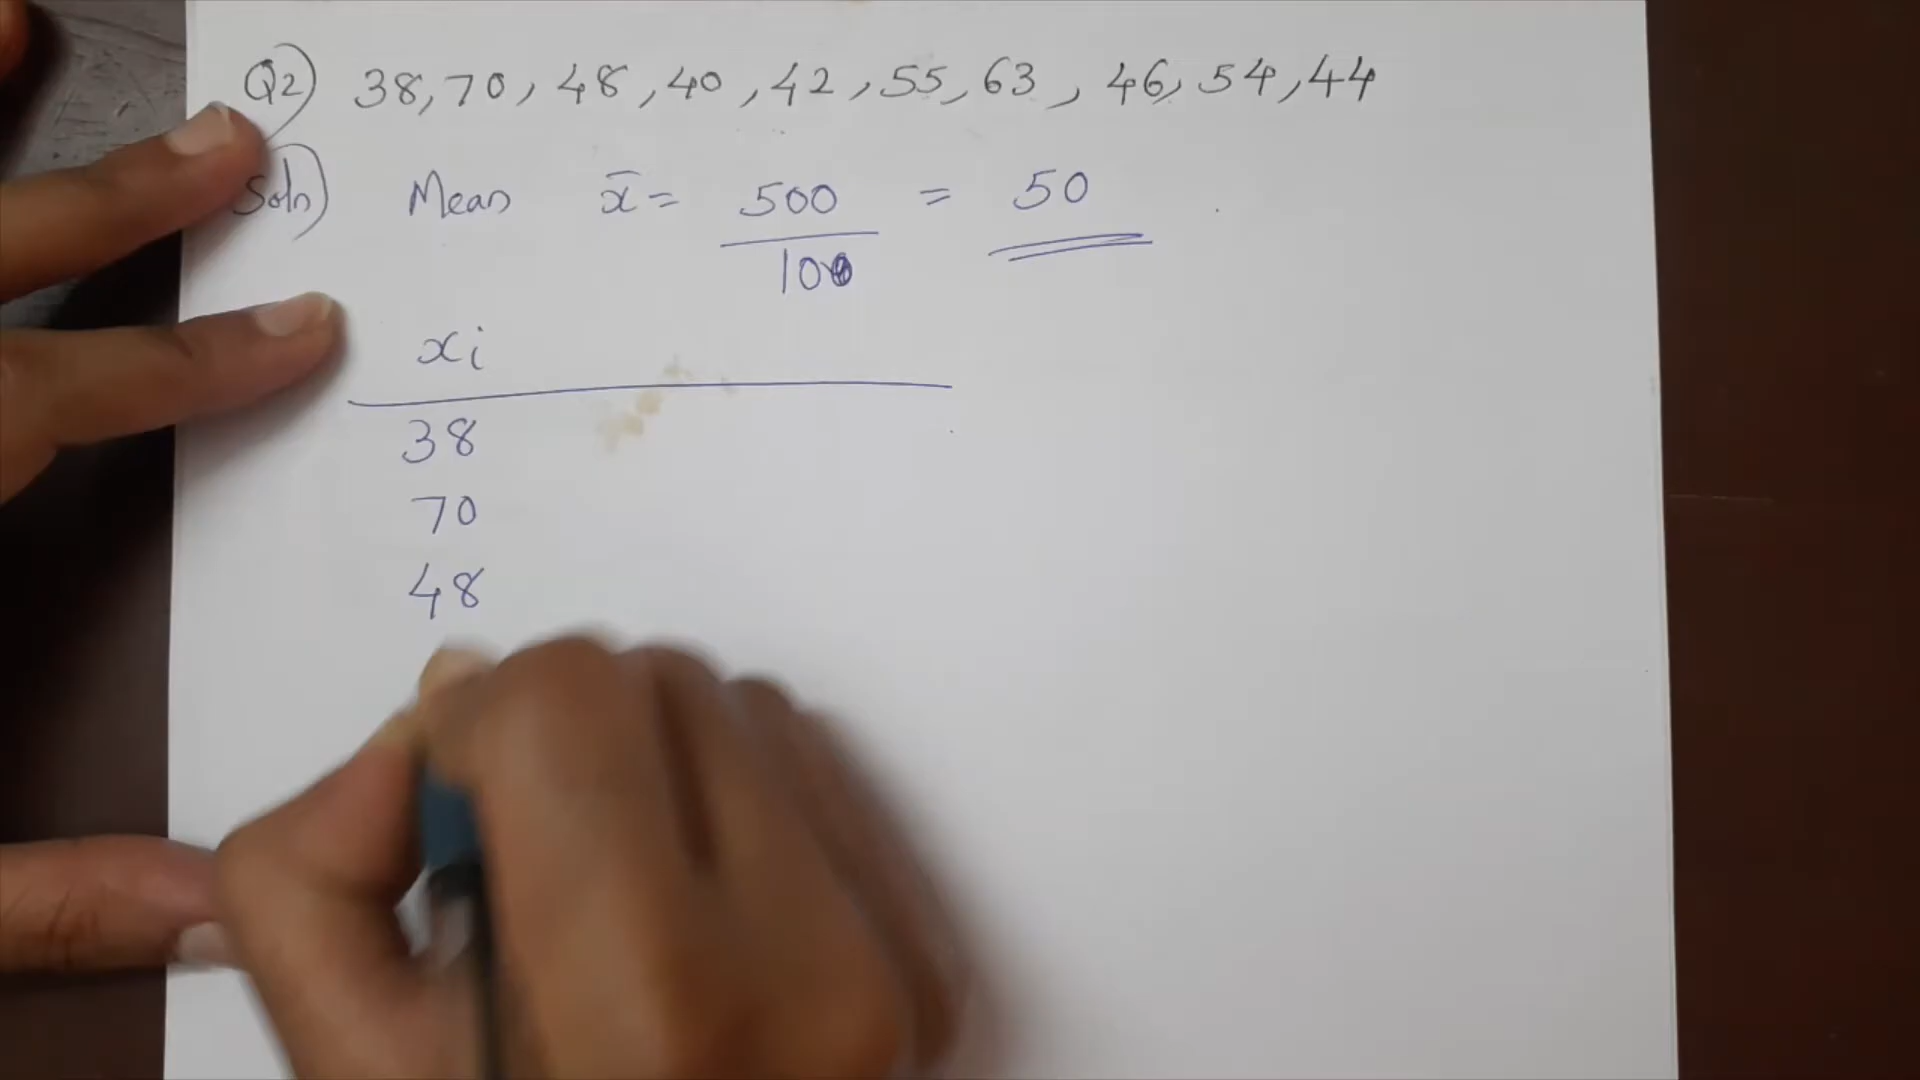 Q2) 38, 70, 48, 40, 42, 55, 63, 46, 54, 44
Soln) Mean x̄ = 500 / 10 = 50
xi
38
70
48